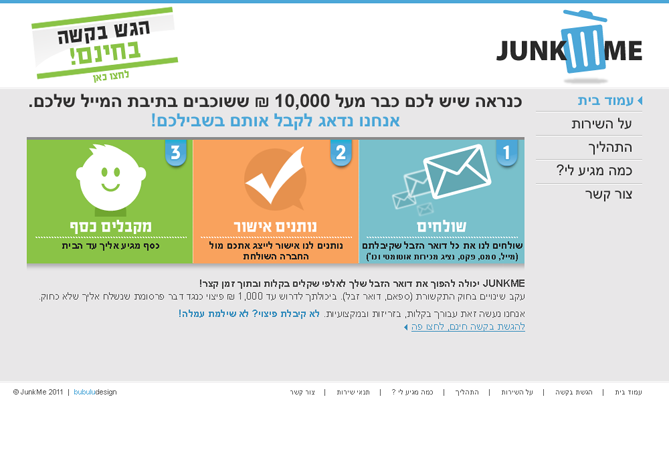 הגש בקשה
בחינם!
לחצו כאן
JUNK ME
עמוד בית
על השירות
התהליך
כמה מגיע לי?
צור קשר
כנראה שיש לכם כבר מעל 10,000 ₪ ששוכבים בתיבת המייל שלכם.
אנחנו נדאג לקבל אותם בשבילכם!
1
שולחים
שולחים לנו את כל דואר הזבל שקיבלתם
(מייל, סמס, פקס, נציג מכירות אוטומטי וכו')
2
נותנים אישור
נותנים לנו אישור לייצג אתכם מול
החברה השולחת
3
מקבלים כסף
כסף מגיע אליך עד הבית
JUNKME יכולה להפוך את דואר הזבל שלך לאלפי שקלים בקלות ובתוך זמן קצר!
עקב שינויים בחוק התקשורת (ספאם, דואר זבל). ביכולתך לדרוש עד 1,000 ₪ פיצוי כנגד דבר פרסומת שנשלח אליך שלא כחוק.
אנחנו נעשה זאת עבורך בקלות, בזריזות ובמקצועיות. לא קיבלת פיצוי? לא שילמת עמלה!
להגשת בקשה חינם, לחצו פה
עמוד בית | הגשת בקשה | על השירות | התהליך | כמה מגיע לי ? | תנאי שירות | צור קשר
© JunkMe 2011 | bubuludesign